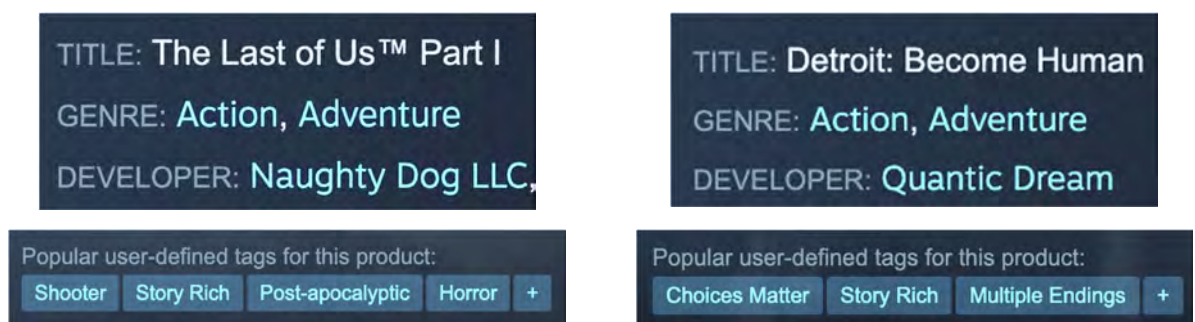 TITLE: The Last of Us™ Part I
GENRE: Action, Adventure
DEVELOPER: Naughty Dog LLC,
Popular user-defined tags for this product:
Shooter Story Rich Post-apocalyptic Horror +
TITLE: Detroit: Become Human
GENRE: Action, Adventure
DEVELOPER: Quantic Dream
Popular user-defined tags for this product:
Choices Matter Story Rich Multiple Endings +